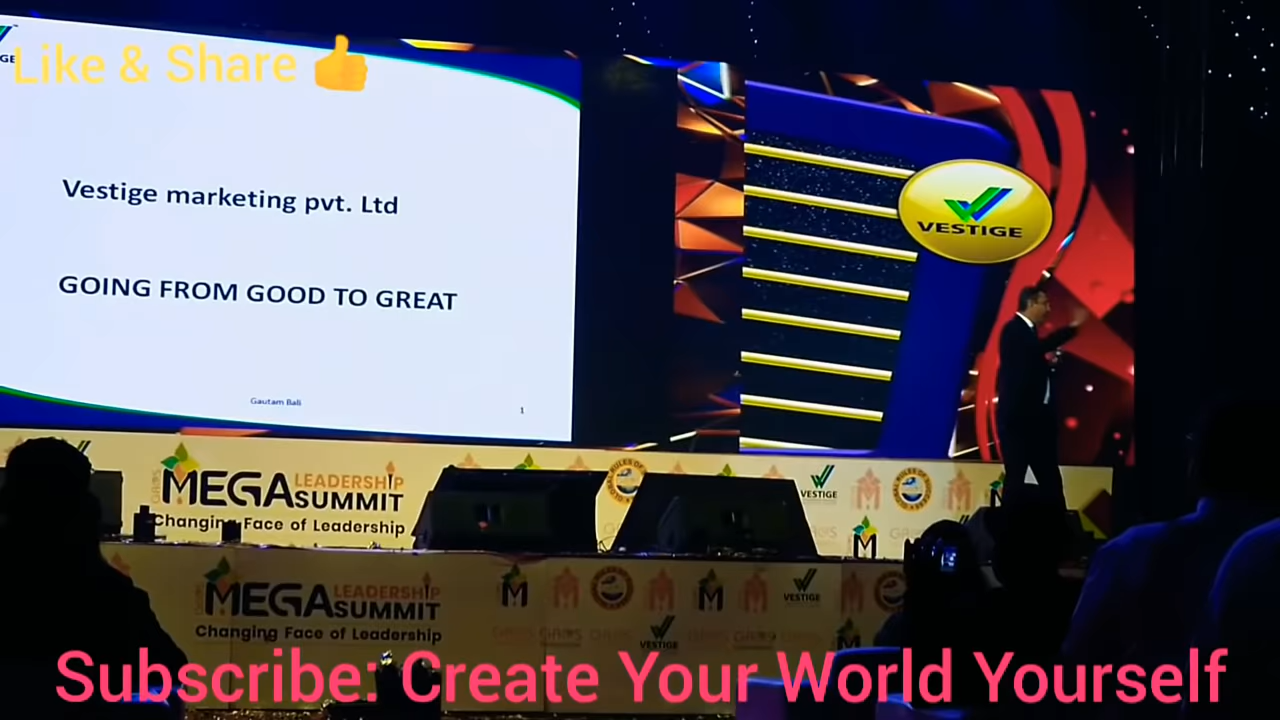 Like & Share 👍
Vestige marketing pvt. Ltd
GOING FROM GOOD TO GREAT
Gautam Bali
1
VESTIGE
MEGA LEADERSHIP SUMMIT
Changing Face of Leadership
VESTIGE
MEGA LEADERSHIP SUMMIT
Changing Face of Leadership
VESTIGE
VESTIGE
Subscribe: Create Your World Yourself